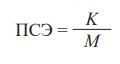 ПСЭ = K / M